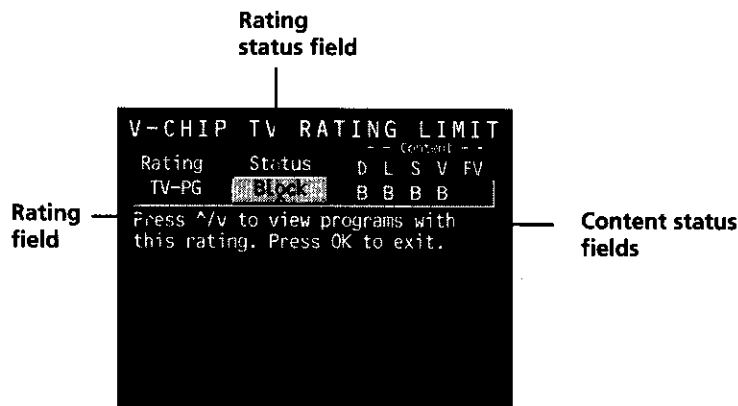 Rating
status field
V-CHIP TV RATING LIMIT
- - Content - -
Rating Status D L S V FV
TV-PG Block B B B B
Rating
field
Press ^/v to view programs with
this rating. Press OK to exit.
Content status
fields